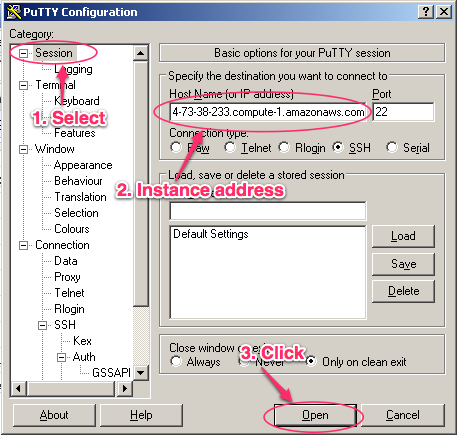 PuTTY Configuration
Category:
Session
Logging
Terminal
Keyboard
Features
Window
Appearance
Behaviour
Translation
Selection
Colours
Connection
Data
Proxy
Telnet
Rlogin
SSH
Kex
Auth
GSSAPI
1. Select
Basic options for your PuTTY session
Specify the destination you want to connect to
Host Name (or IP address) Port
4-73-38-233.compute-1.amazonaws.com 22
Connection type:
Raw Telnet Rlogin SSH Serial
2. Instance address
Load, save or delete a stored session
Default Settings
Load
Save
Delete
Close window on exit
Always Never Only on clean exit
3. Click
About Help Open Cancel